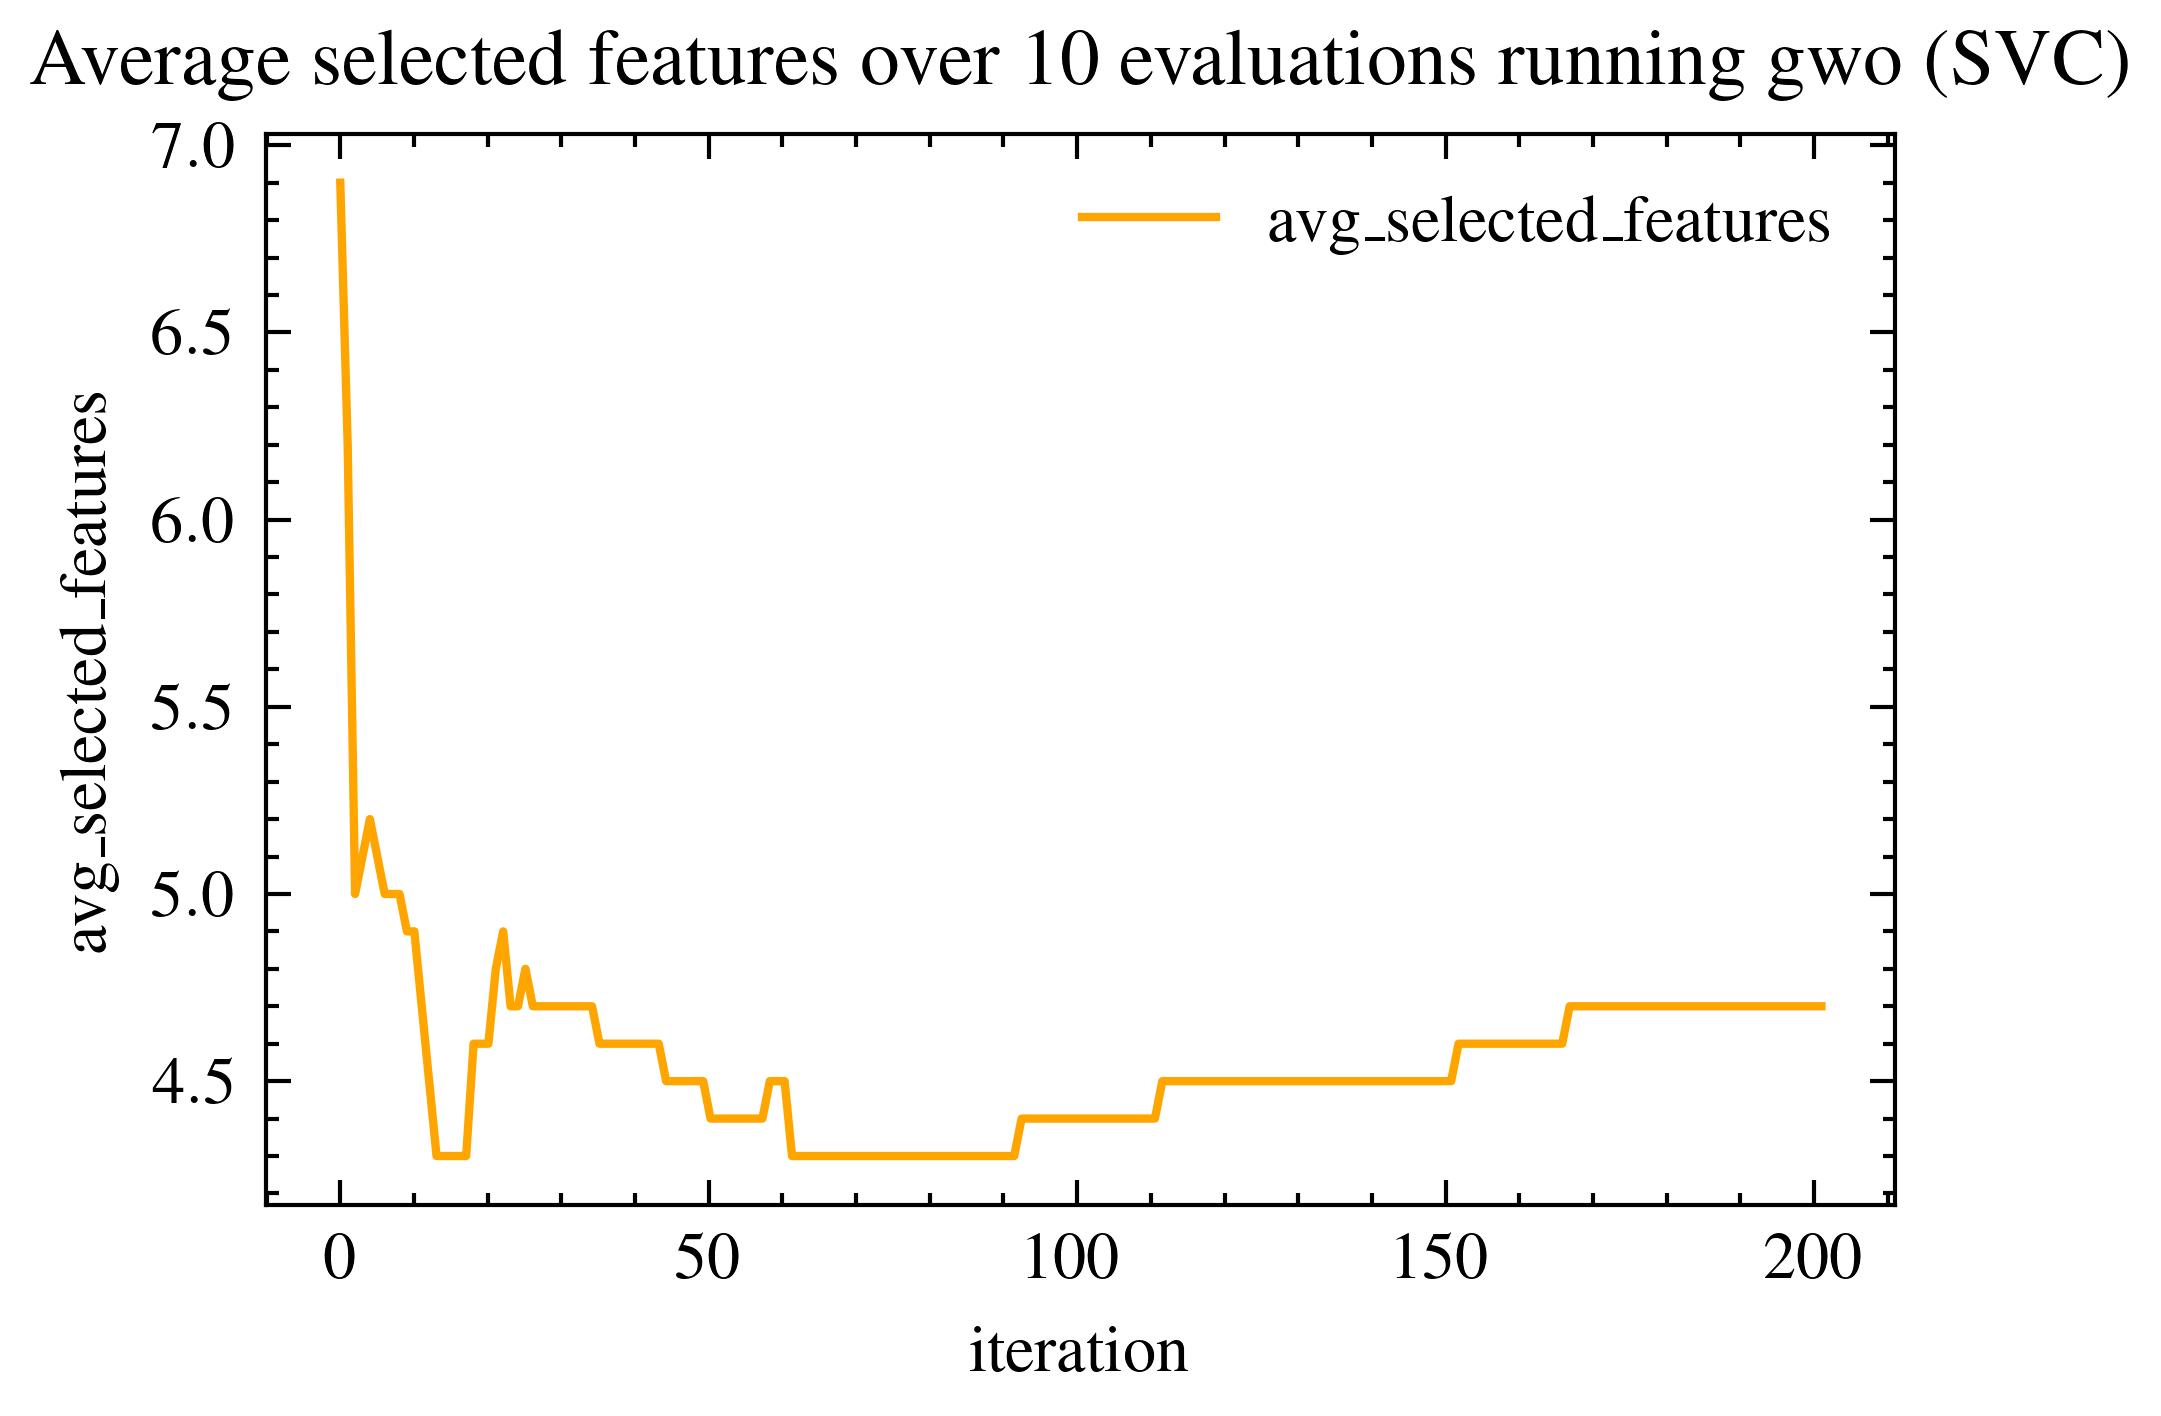 Average selected features over 10 evaluations running gwo (SVC)
7.0
6.5
6.0
5.5
5.0
4.5
avg_selected_features
avg_selected_features
0 50 100 150 200
iteration